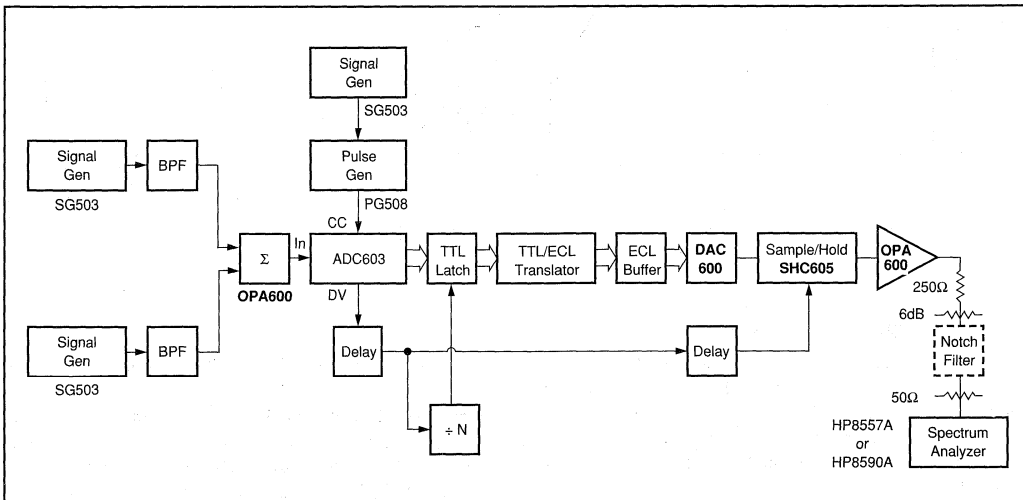 Signal
Gen
SG503
Pulse
Gen
PG508
Signal
Gen
SG503
BPF
Signal
Gen
SG503
BPF
Σ
OPA600
In
CC
ADC603
DV
TTL
Latch
TTL/ECL
Translator
ECL
Buffer
DAC
600
Sample/Hold
SHC605
OPA
600
Delay
÷ N
Delay
250Ω
6dB
Notch
Filter
50Ω
HP8557A
or
HP8590A
Spectrum
Analyzer